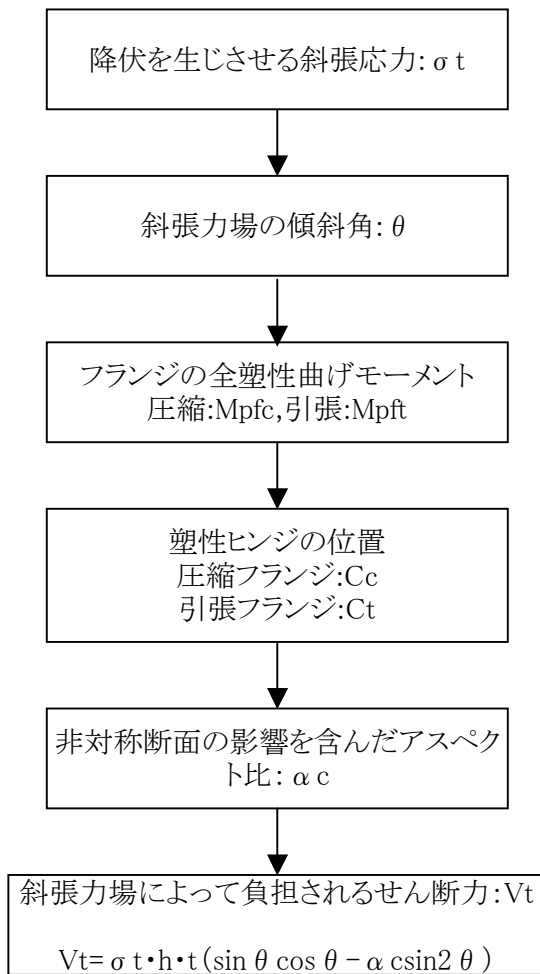 降伏を生じさせる斜張応力: σ t
斜張力場の傾斜角: θ
フランジの全塑性曲げモーメント
圧縮:Mpfc,引張:Mpft
塑性ヒンジの位置
圧縮フランジ:Cc
引張フランジ:Ct
非対称断面の影響を含んだアスペク
ト比: α c
斜張力場によって負担されるせん断力:Vt
Vt= σ t・h・t(sin θ cos θ − α csin2 θ )